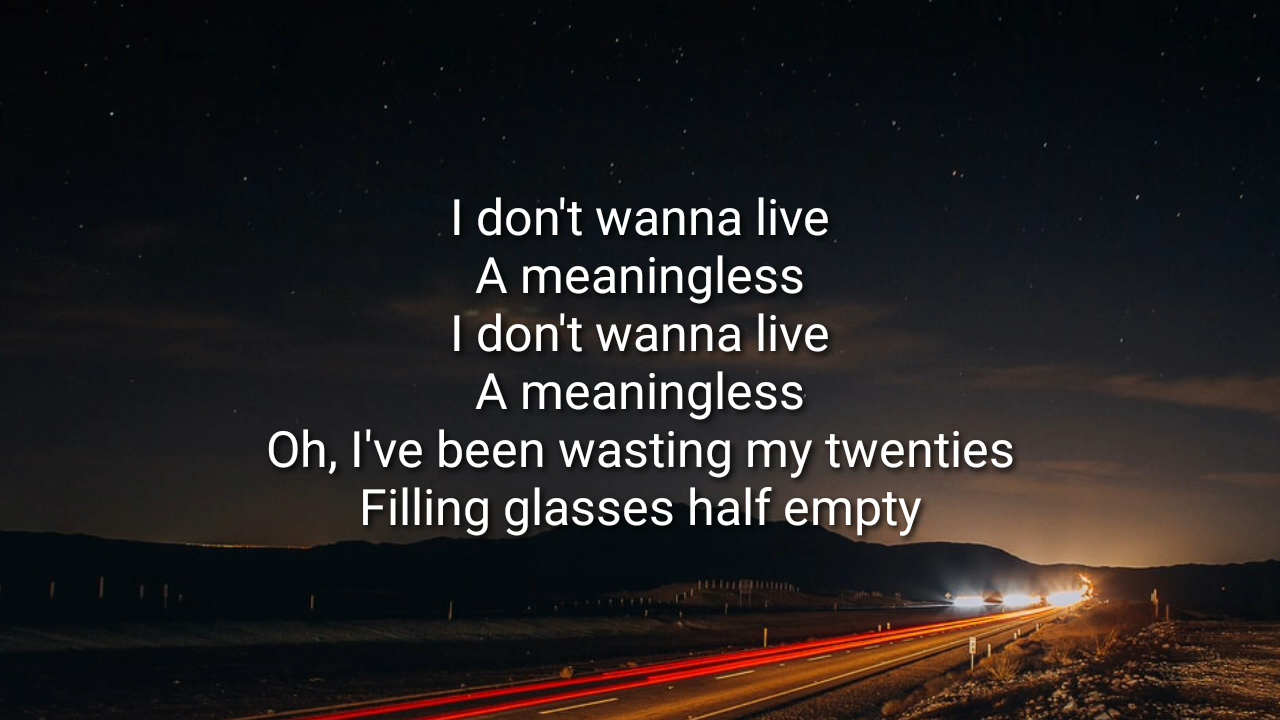 I don't wanna live
A meaningless
I don't wanna live
A meaningless
Oh, I've been wasting my twenties
Filling glasses half empty